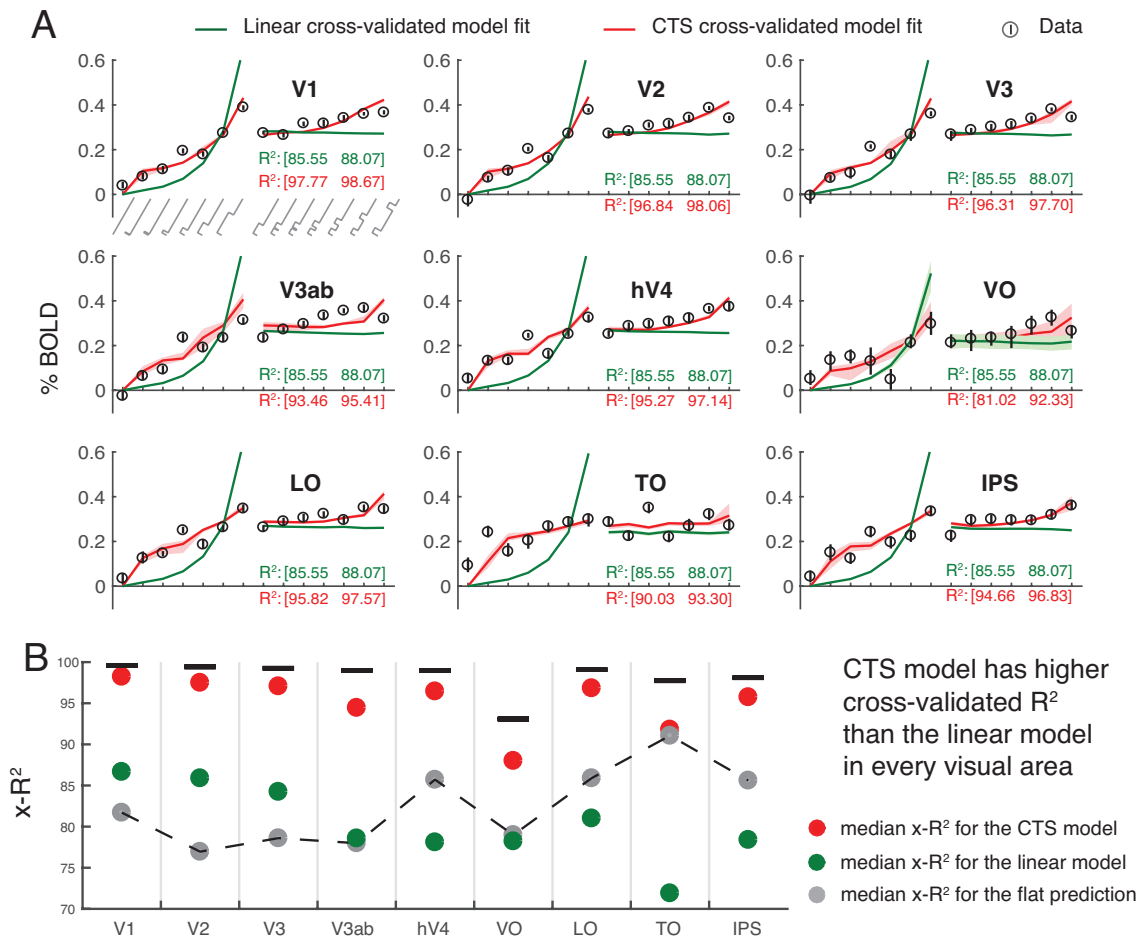 A
Linear cross-validated model fit
CTS cross-validated model fit
Data
% BOLD
0.6
0.4
0.2
0
V1
R²: [85.55 88.07]
R²: [97.77 98.67]
0.6
0.4
0.2
0
V2
R²: [85.55 88.07]
R²: [96.84 98.06]
0.6
0.4
0.2
0
V3
R²: [85.55 88.07]
R²: [96.31 97.70]
0.6
0.4
0.2
0
V3ab
R²: [85.55 88.07]
R²: [93.46 95.41]
0.6
0.4
0.2
0
hV4
R²: [85.55 88.07]
R²: [95.27 97.14]
0.6
0.4
0.2
0
VO
R²: [85.55 88.07]
R²: [81.02 92.33]
0.6
0.4
0.2
0
LO
R²: [85.55 88.07]
R²: [95.82 97.57]
0.6
0.4
0.2
0
TO
R²: [85.55 88.07]
R²: [90.03 93.30]
0.6
0.4
0.2
0
IPS
R²: [85.55 88.07]
R²: [94.66 96.83]
B
x-R²
100
95
90
85
80
75
70
V1 V2 V3 V3ab hV4 VO LO TO IPS
CTS model has higher
cross-validated R²
than the linear model
in every visual area
median x-R² for the CTS model
median x-R² for the linear model
median x-R² for the flat prediction